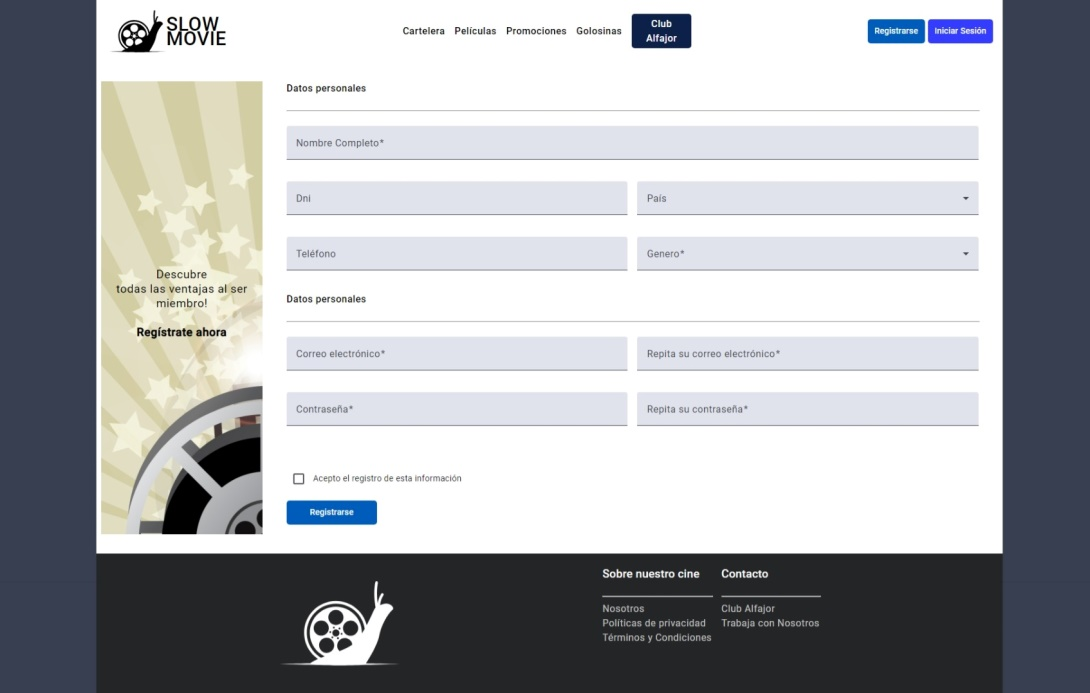 SLOW
MOVIE
Cartelera
Películas
Promociones
Golosinas
Club
Alfajor
Registrarse
Iniciar Sesión
Descubre
todas las ventajas al ser
miembro!
Regístrate ahora
Datos personales
Nombre Completo*
Dni
País
Teléfono
Genero*
Datos personales
Correo electrónico*
Repita su correo electrónico*
Contraseña*
Repita su contraseña*
Acepto el registro de esta información
Registrarse
Sobre nuestro cine
Nosotros
Políticas de privacidad
Términos y Condiciones
Contacto
Club Alfajor
Trabaja con Nosotros